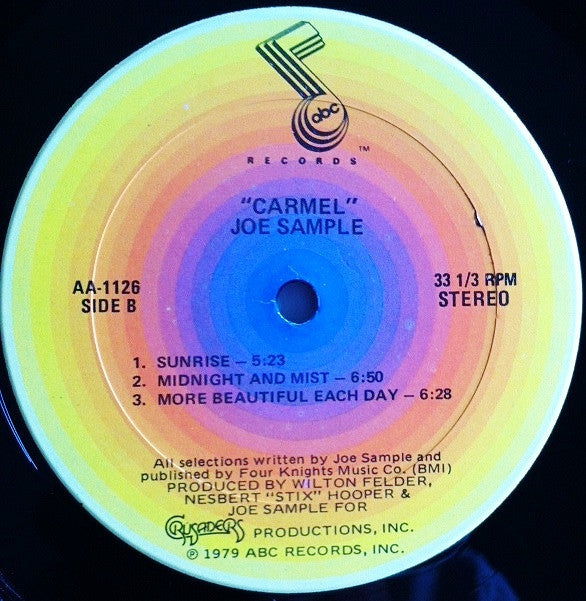 abc
RECORDS™
"CARMEL"
JOE SAMPLE
AA-1126
SIDE B
33 1/3 RPM
STEREO
1. SUNRISE — 5:23
2. MIDNIGHT AND MIST — 6:50
3. MORE BEAUTIFUL EACH DAY — 6:28
All selections written by Joe Sample and
published by Four Knights Music Co. (BMI)
PRODUCED BY WILTON FELDER,
NESBERT "STIX" HOOPER &
JOE SAMPLE FOR
CRUSADERS PRODUCTIONS, INC.
℗ 1979 ABC RECORDS, INC.